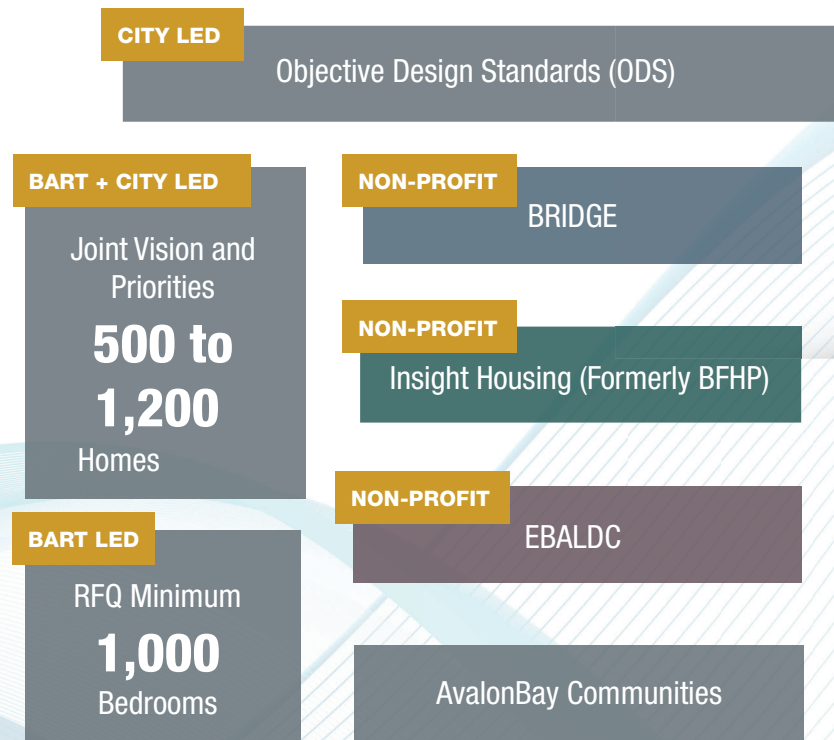 CITY LED
Objective Design Standards (ODS)
BART + CITY LED
Joint Vision and
Priorities
500 to
1,200
Homes
BART LED
RFQ Minimum
1,000
Bedrooms
NON-PROFIT
BRIDGE
NON-PROFIT
Insight Housing (Formerly BFHP)
NON-PROFIT
EBALDC
AvalonBay Communities